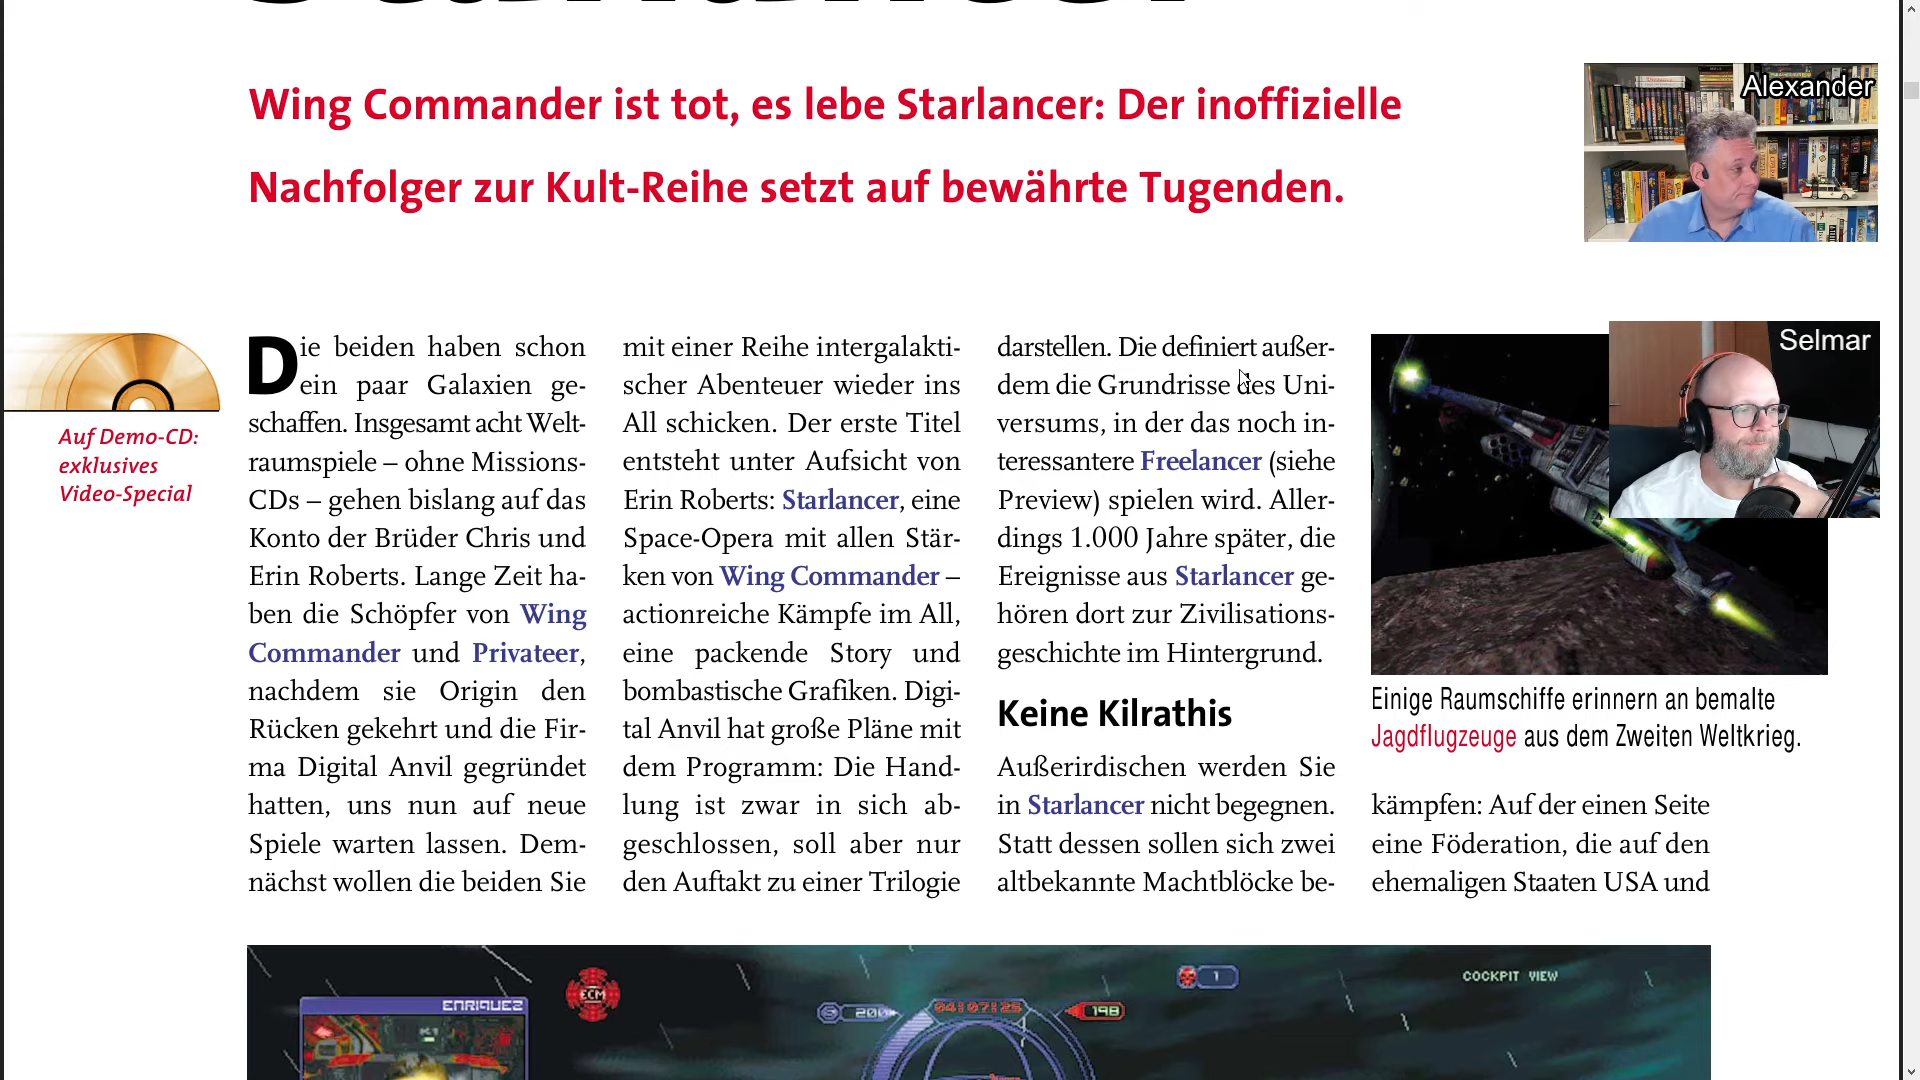 Wing Commander ist tot, es lebe Starlancer: Der inoffizielle
Nachfolger zur Kult-Reihe setzt auf bewährte Tugenden.
Alexander
Selmar
Auf Demo-CD:
exklusives
Video-Special
Die beiden haben schon
ein paar Galaxien ge-
schaffen. Insgesamt acht Welt-
raumspiele – ohne Missions-
CDs – gehen bislang auf das
Konto der Brüder Chris und
Erin Roberts. Lange Zeit ha-
ben die Schöpfer von Wing
Commander und Privateer,
nachdem sie Origin den
Rücken gekehrt und die Fir-
ma Digital Anvil gegründet
hatten, uns nun auf neue
Spiele warten lassen. Dem-
nächst wollen die beiden Sie
mit einer Reihe intergalakti-
scher Abenteuer wieder ins
All schicken. Der erste Titel
entsteht unter Aufsicht von
Erin Roberts: Starlancer, eine
Space-Opera mit allen Stär-
ken von Wing Commander –
actionreiche Kämpfe im All,
eine packende Story und
bombastische Grafiken. Digi-
tal Anvil hat große Pläne mit
dem Programm: Die Hand-
lung ist zwar in sich ab-
geschlossen, soll aber nur
den Auftakt zu einer Trilogie
darstellen. Die definiert außer-
dem die Grundrisse des Uni-
versums, in der das noch in-
teressantere Freelancer (siehe
Preview) spielen wird. Aller-
dings 1.000 Jahre später, die
Ereignisse aus Starlancer ge-
hören dort zur Zivilisations-
geschichte im Hintergrund.
Keine Kilrathis
Außerirdischen werden Sie
in Starlancer nicht begegnen.
Statt dessen sollen sich zwei
altbekannte Machtblöcke be-
Einige Raumschiffe erinnern an bemalte
Jagdflugzeuge aus dem Zweiten Weltkrieg.
kämpfen: Auf der einen Seite
eine Föderation, die auf den
ehemaligen Staaten USA und
ENRIQUEZ
ECM
200
04:07:25
198
1
COCKPIT VIEW